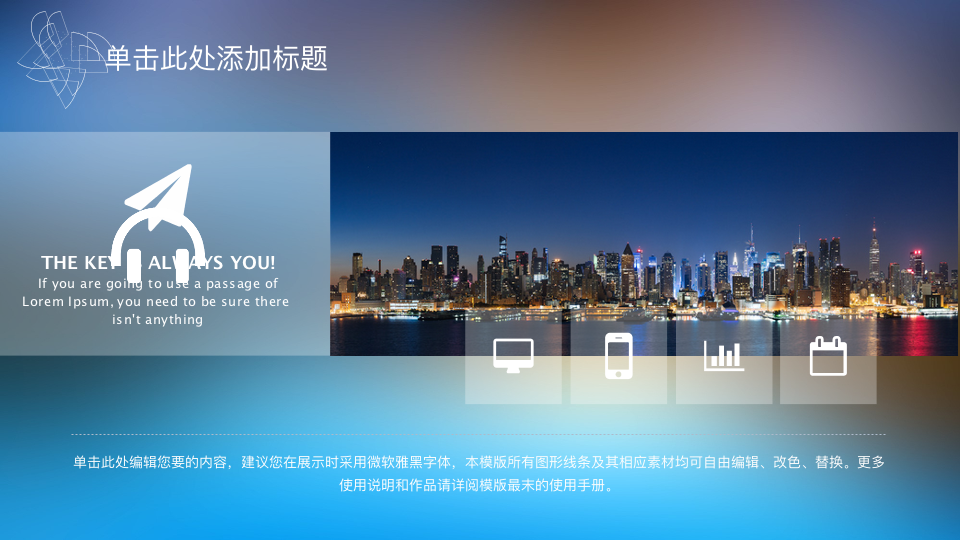 单击此处添加标题
THE KEY IS ALWAYS YOU!
If you are going to use a passage of
Lorem Ipsum, you need to be sure there
isn't anything
单击此处编辑您要的内容，建议您在展示时采用微软雅黑字体，本模版所有图形线条及其相应素材均可自由编辑、改色、替换。更多
使用说明和作品请详阅模版最末的使用手册。